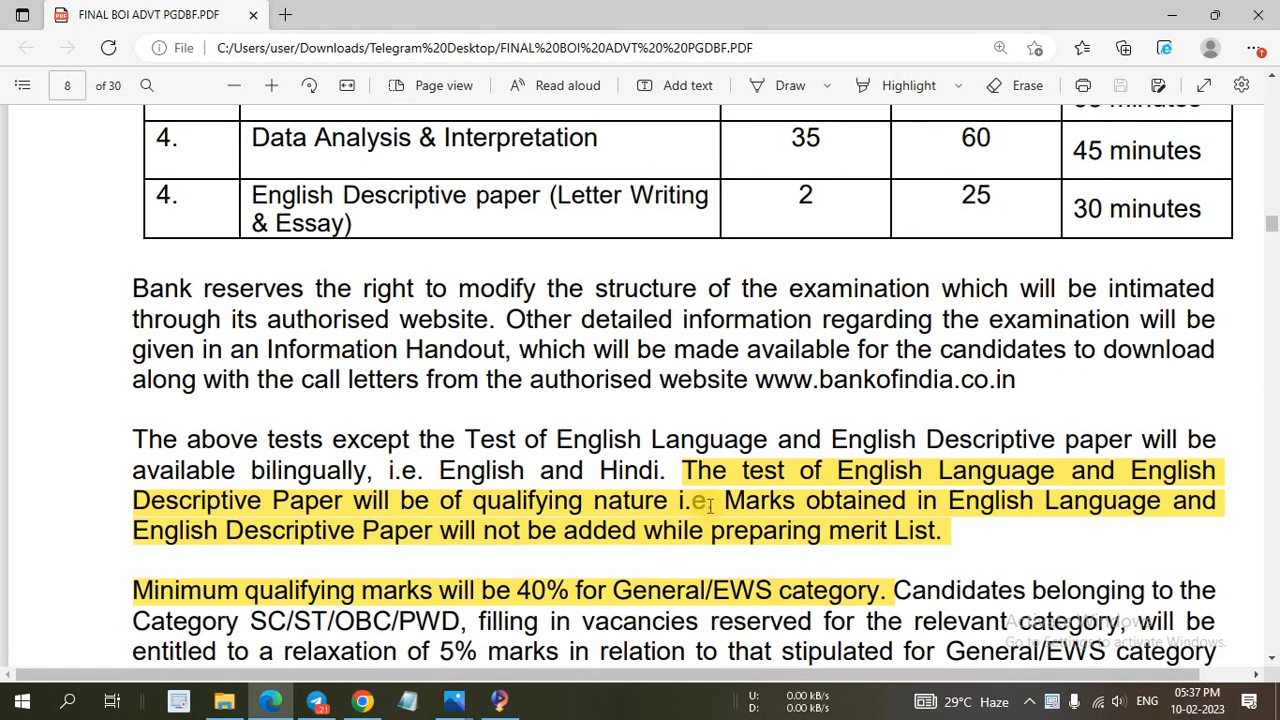 FINAL BOI ADVT PGDBF.PDF
File C:/Users/user/Downloads/Telegram%20Desktop/FINAL%20BOI%20ADVT%20%20PGDBF.PDF
8 of 30 Page view Read aloud Add text Draw Highlight Erase
4. Data Analysis & Interpretation 35 60 45 minutes
4. English Descriptive paper (Letter Writing & Essay) 2 25 30 minutes
Bank reserves the right to modify the structure of the examination which will be intimated
through its authorised website. Other detailed information regarding the examination will be
given in an Information Handout, which will be made available for the candidates to download
along with the call letters from the authorised website www.bankofindia.co.in
The above tests except the Test of English Language and English Descriptive paper will be
available bilingually, i.e. English and Hindi. The test of English Language and English
Descriptive Paper will be of qualifying nature i.e. Marks obtained in English Language and
English Descriptive Paper will not be added while preparing merit List.
Minimum qualifying marks will be 40% for General/EWS category. Candidates belonging to the
Category SC/ST/OBC/PWD, filling in vacancies reserved for the relevant category, will be
entitled to a relaxation of 5% marks in relation to that stipulated for General/EWS category
Activate Windows
Go to Settings to activate Windows.
21
U: 0.00 kB/s
D: 0.00 kB/s
29°C Haze
ENG
05:37 PM
10-02-2023